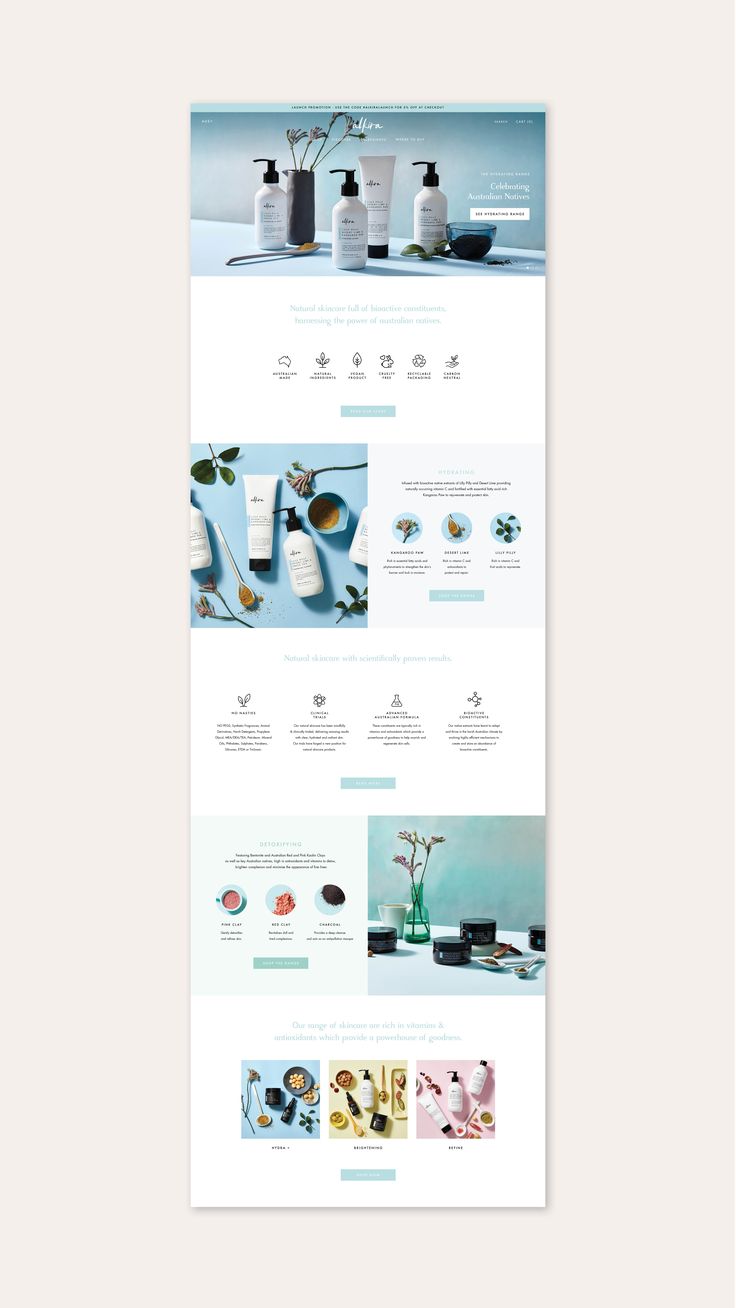 LAUNCH PROMOTION - USE THE CODE #ALKIRALAUNCH FOR 5% OFF AT CHECKOUT
alkira
SEARCH CART (0)
WHERE TO BUY
THE HYDRATING RANGE
Celebrating
Australian Natives
SEE HYDRATING RANGE
alkira
alkira
alkira
alkira
Natural skincare full of bioactive constituents,
harnessing the power of australian natives.
AUSTRALIAN MADE
NATURAL INGREDIENTS
VEGAN PRODUCT
CRUELTY FREE
RECYCLABLE PACKAGING
CARBON NEUTRAL
HYDRATING
Infused with bioactive native extracts of Lilly Pilly and Desert Lime providing
naturally occurring vitamin C and fortified with essential fatty acid rich
Kangaroo Paw to rejuvenate and protect skin.
alkira
alkira
KANGAROO PAW
Rich in essential fatty acids and
phytonutrients to strengthen the skin's
barrier and lock in moisture.
DESERT LIME
Rich in vitamin C and
antioxidants to
protect and repair.
LILLY PILLY
Rich in vitamin C and
fruit acids to rejuvenate.
SHOP THE RANGE
Natural skincare with scientifically proven results.
NO NASTIES
NO PEGS, Synthetic Fragrances, Animal
Derivatives, Harsh Detergents, Propylene
Glycol, MEA/DEA/TEA, Petroleum, Mineral
Oils, Phthalates, Sulphates, Parabens,
Silicones, DTEM or Triclosan.
CLINICAL
TRIALS
Our natural skincare has been mindfully
& clinically trialed, delivering amazing results
with clear, hydrated and radiant skin.
Our trials have forged a new position for
natural skincare products.
ADVANCED
AUSTRALIAN FORMULA
These constituents are typically rich in
vitamins and antioxidants which provide a
powerhouse of goodness to help nourish and
regenerate skin cells.
BIOACTIVE
CONSTITUENTS
Our native extracts have learnt to adapt
and thrive in the harsh Australian climate by
evolving highly efficient mechanisms to
create and store an abundance of
bioactive constituents.
READ MORE
DETOXIFYING
Featuring Bentonite and Australian Red and Pink Kaolin Clays
as well as key Australian natives, high in antioxidants and vitamins to detox,
brighten complexion and minimise the appearance of fine lines.
PINK CLAY
Gently detoxifies
and refines skin.
RED CLAY
Revitalises dull and
tired complexions.
CHARCOAL
Provides a deep cleanse
and acts as an anti-pollution masque.
SHOP THE RANGE
Our range of skincare are rich in vitamins &
antioxidants which provide a powerhouse of goodness.
HYDRA +
BRIGHTENING
REFINE
SHOP NOW